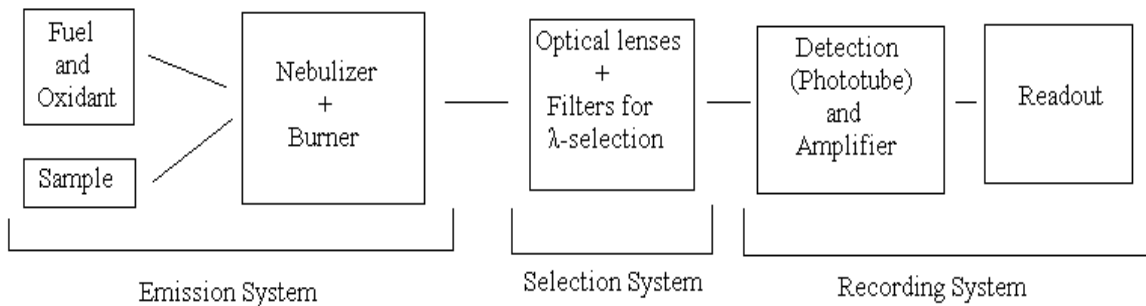 Fuel
and
Oxidant
Sample
Nebulizer
+
Burner
Optical lenses
+
Filters for
λ-selection
Detection
(Phototube)
and
Amplifier
Readout
Emission System
Selection System
Recording System